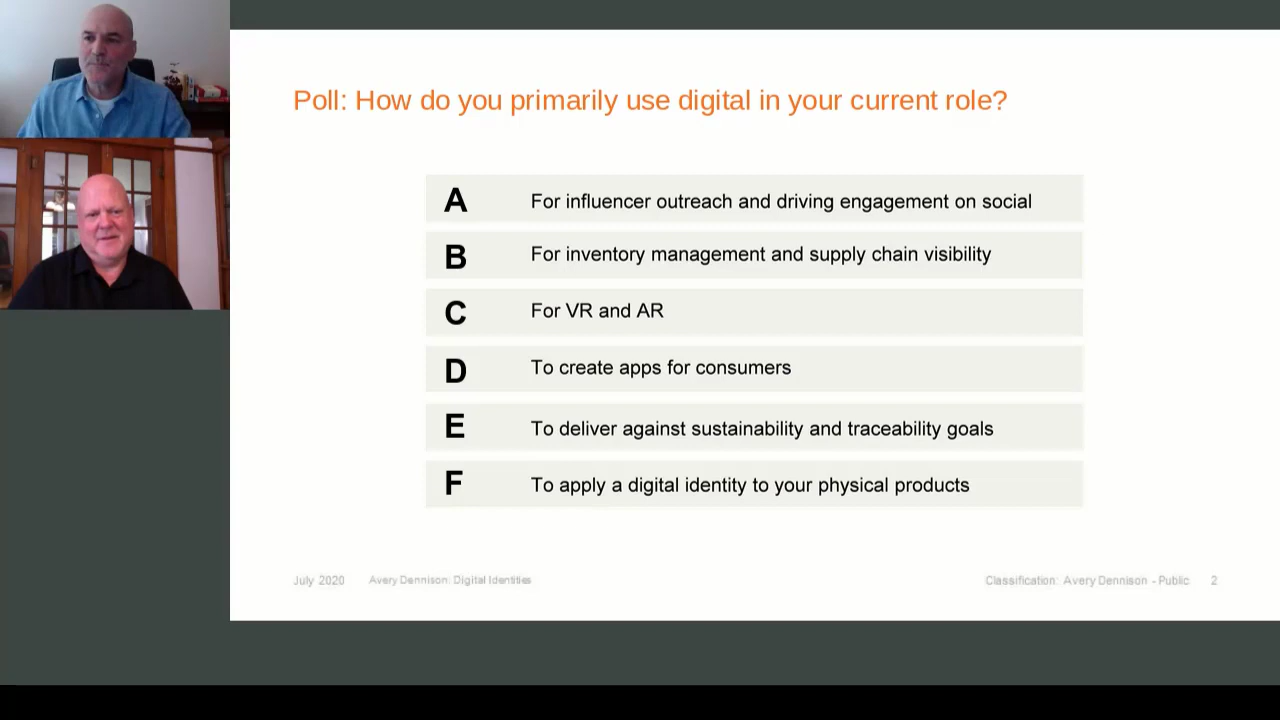 Poll: How do you primarily use digital in your current role?
A For influencer outreach and driving engagement on social
B For inventory management and supply chain visibility
C For VR and AR
D To create apps for consumers
E To deliver against sustainability and traceability goals
F To apply a digital identity to your physical products
July 2020 Avery Dennison: Digital Identities Classification: Avery Dennison - Public 2